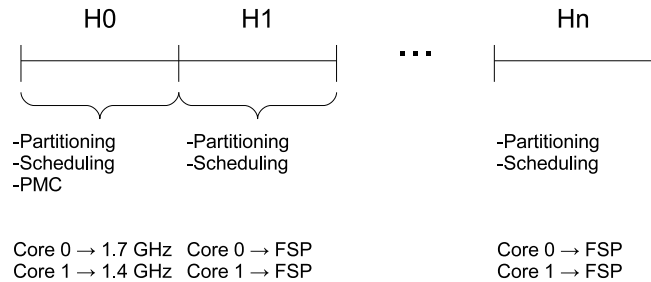 H0 H1 ... Hn
-Partitioning -Partitioning -Partitioning
-Scheduling -Scheduling -Scheduling
-PMC
Core 0 → 1.7 GHz Core 0 → FSP Core 0 → FSP
Core 1 → 1.4 GHz Core 1 → FSP Core 1 → FSP